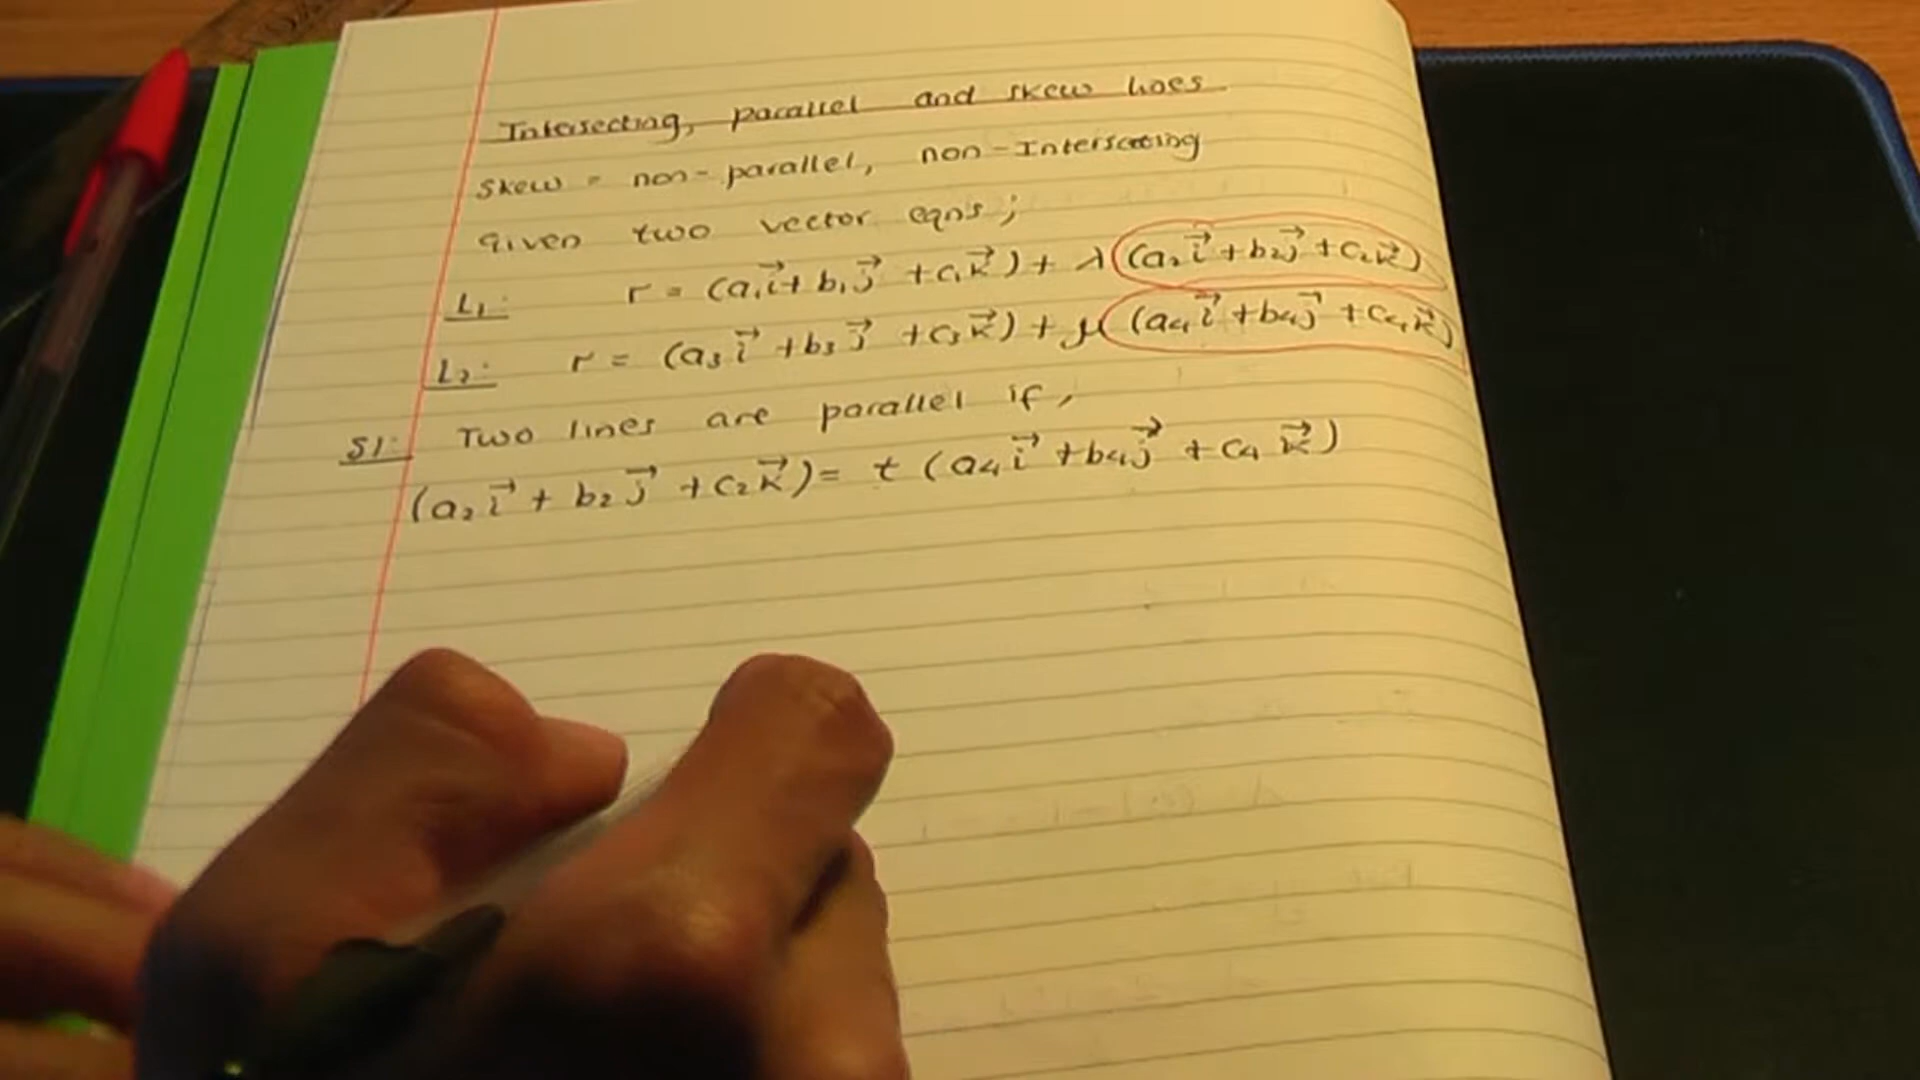 Intersecting, parallel and skew lines
Skew = non-parallel, non-Intersecting
Given two vector eqns;
L₁: r = (a₁i⃗ + b₁j⃗ + c₁k⃗) + λ(a₂i⃗ + b₂j⃗ + c₂k⃗)
L₂: r = (a₃i⃗ + b₃j⃗ + c₃k⃗) + μ(a₄i⃗ + b₄j⃗ + c₄k⃗)
S1: Two lines are parallel if,
(a₂i⃗ + b₂j⃗ + c₂k⃗) = t(a₄i⃗ + b₄j⃗ + c₄k⃗)